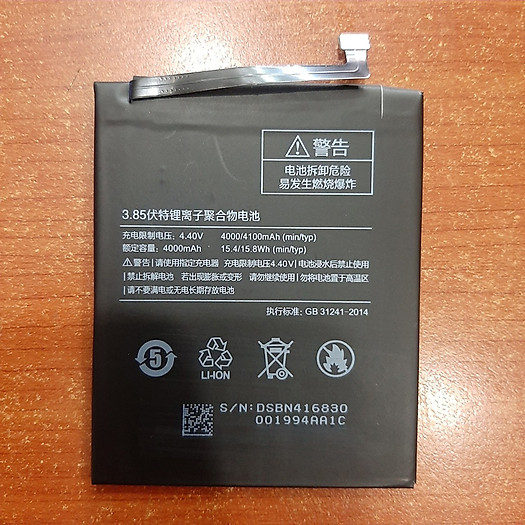 警告
电池拆卸危险
易发生燃烧爆炸
3.85伏特锂离子聚合物电池
充电限制电压: 4.40V 4000/4100mAh (min/typ)
额定容量: 4000mAh 15.4/15.8Wh (min/typ)
警告 | 请使用指定充电器 充电限制4.40V | 电池浸水后禁止使用
| 禁止拆解电池 若出现膨胀或变形 请勿继续使用 | 勿将电池置于高温区
| 请不要满电或无电长期存放电池
执行标准: GB 31241-2014
5
LI-ION
S/N:DSBN416830
001994AA1C